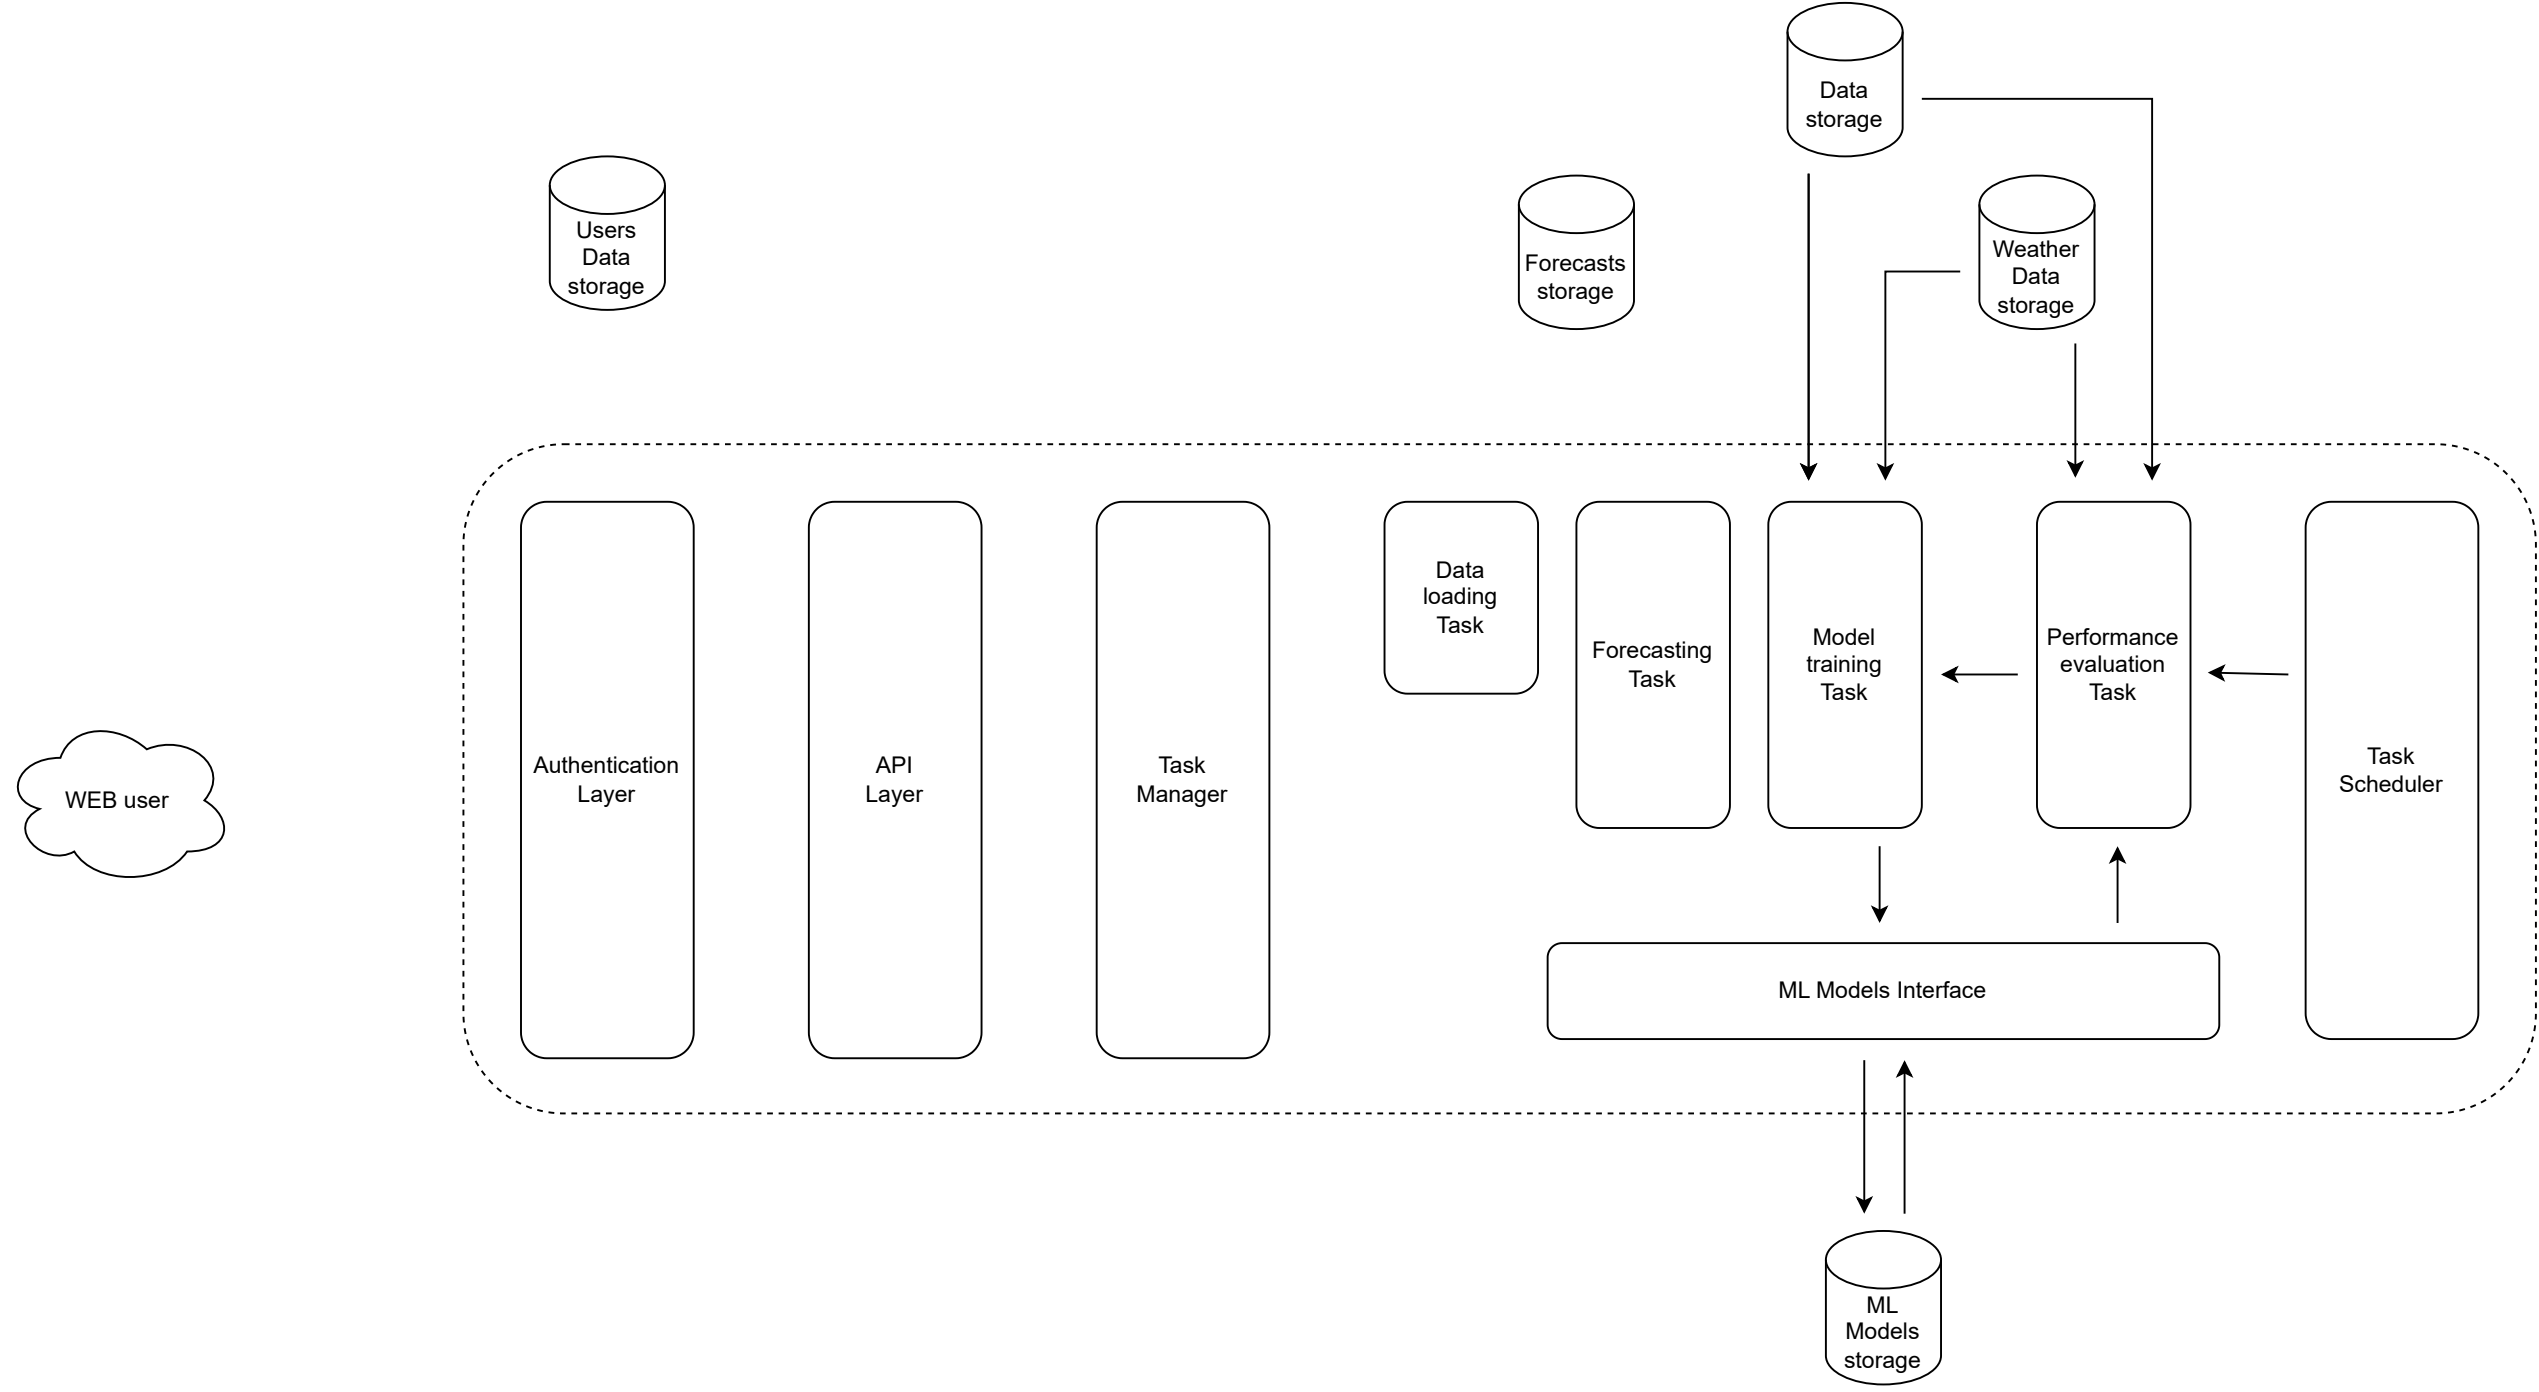 Data
storage
Users
Data
storage
Forecasts
storage
Weather
Data
storage
Data
loading
Task
Forecasting
Task
Model
training
Task
Performance
evaluation
Task
Authentication
Layer
API
Layer
Task
Manager
Task
Scheduler
WEB user
ML Models Interface
ML
Models
storage